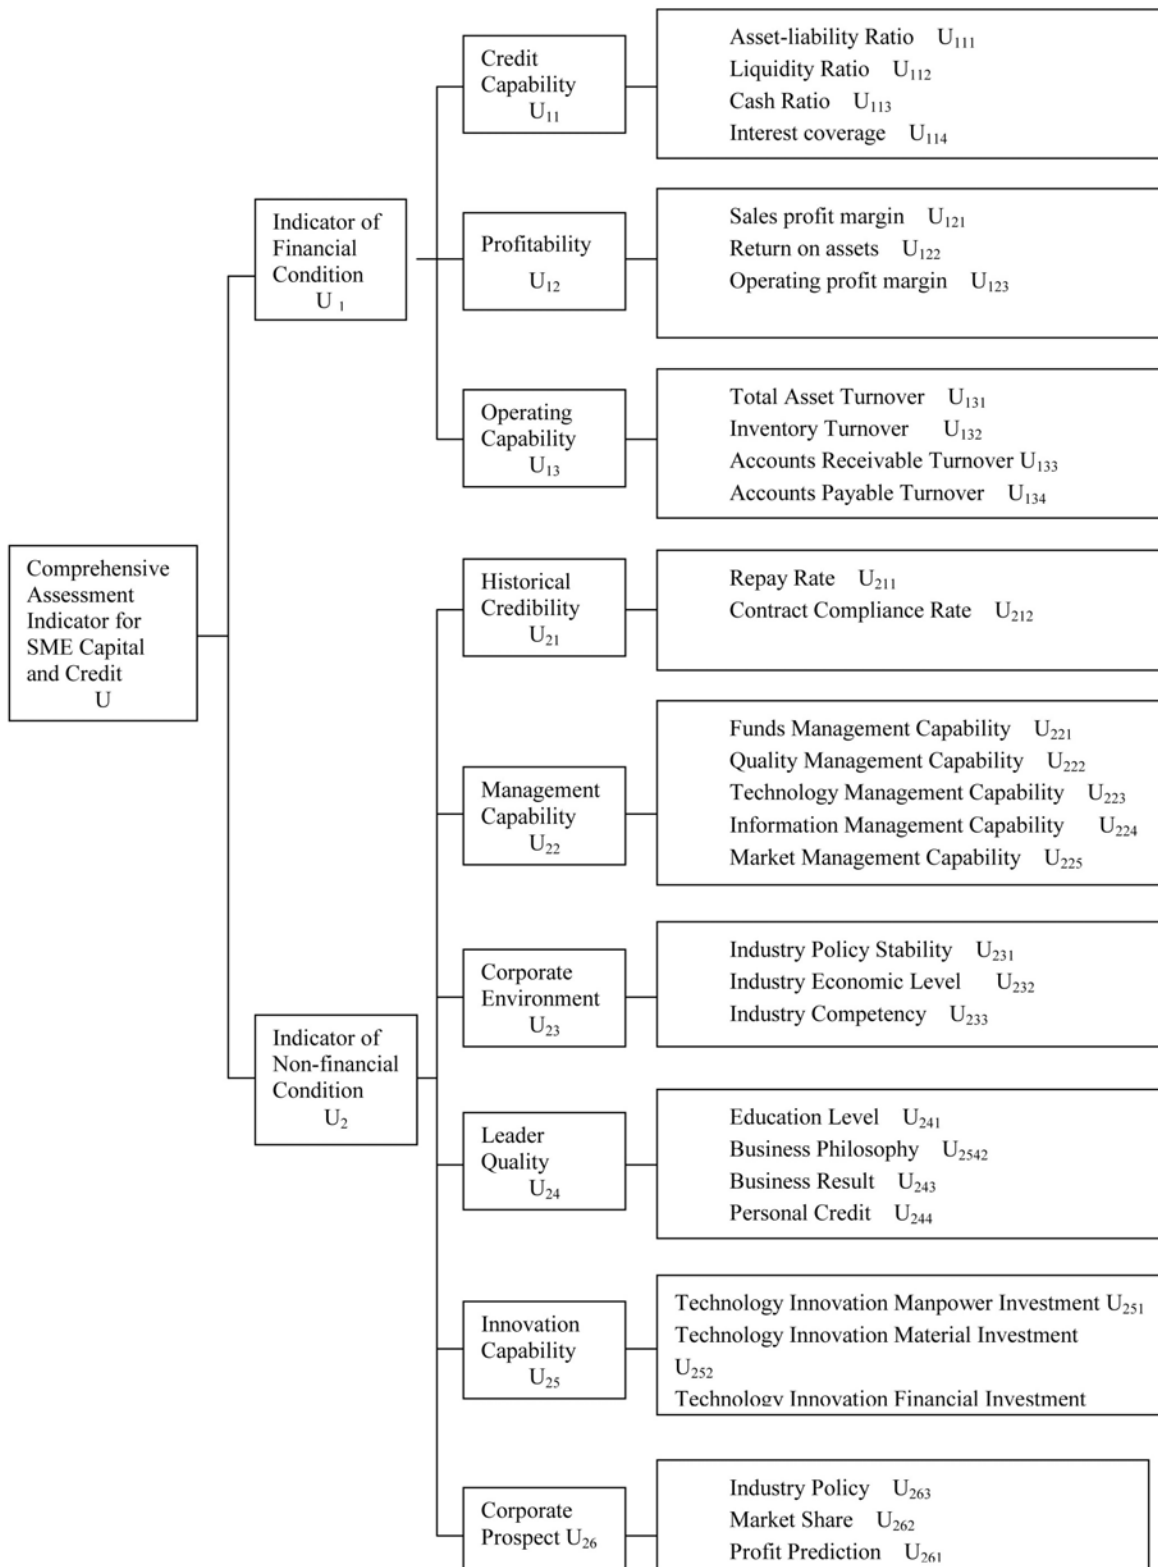 Comprehensive
Assessment
Indicator for
SME Capital
and Credit
U
Indicator of
Financial
Condition
U 1
Credit
Capability
U11
Asset-liability Ratio U111
Liquidity Ratio U112
Cash Ratio U113
Interest coverage U114
Profitability
U12
Sales profit margin U121
Return on assets U122
Operating profit margin U123
Operating
Capability
U13
Total Asset Turnover U131
Inventory Turnover U132
Accounts Receivable Turnover U133
Accounts Payable Turnover U134
Indicator of
Non-financial
Condition
U2
Historical
Credibility
U21
Repay Rate U211
Contract Compliance Rate U212
Management
Capability
U22
Funds Management Capability U221
Quality Management Capability U222
Technology Management Capability U223
Information Management Capability U224
Market Management Capability U225
Corporate
Environment
U23
Industry Policy Stability U231
Industry Economic Level U232
Industry Competency U233
Leader
Quality
U24
Education Level U241
Business Philosophy U2542
Business Result U243
Personal Credit U244
Innovation
Capability
U25
Technology Innovation Manpower Investment U251
Technology Innovation Material Investment
U252
Technology Innovation Financial Investment
Corporate
Prospect U26
Industry Policy U263
Market Share U262
Profit Prediction U261